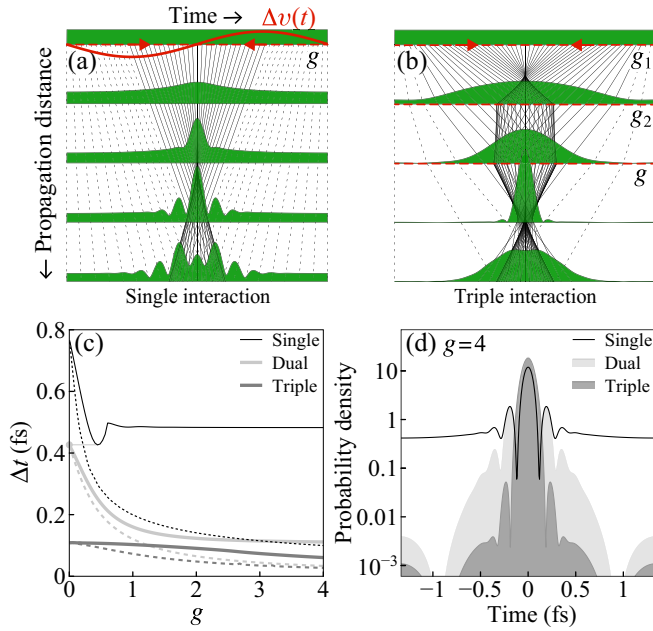 Time → Δv(t)
(a) g
(b) g₁
g₂
g
← Propagation distance
Single interaction
Triple interaction
(c)
Single
Dual
Triple
Δt (fs)
0.8
0.6
0.4
0.2
0
0 1 2 3 4
g
(d) g=4
Single
Dual
Triple
Probability density
10
1
0.1
0.01
10⁻³
−1 −0.5 0 0.5 1
Time (fs)